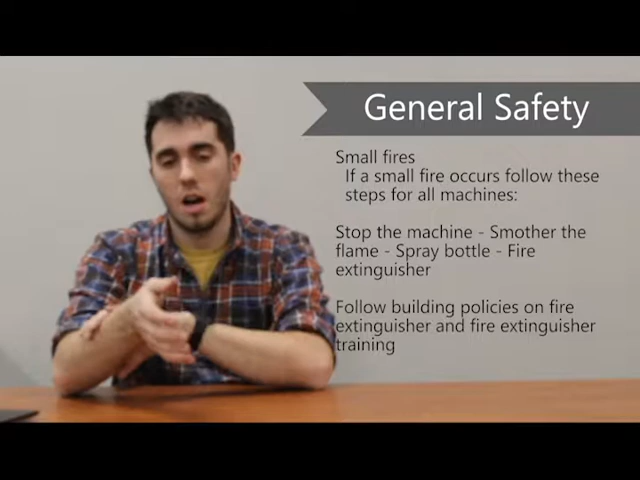 General Safety
Small fires
If a small fire occurs follow these
steps for all machines:
Stop the machine - Smother the
flame - Spray bottle - Fire
extinguisher
Follow building policies on fire
extinguisher and fire extinguisher
training